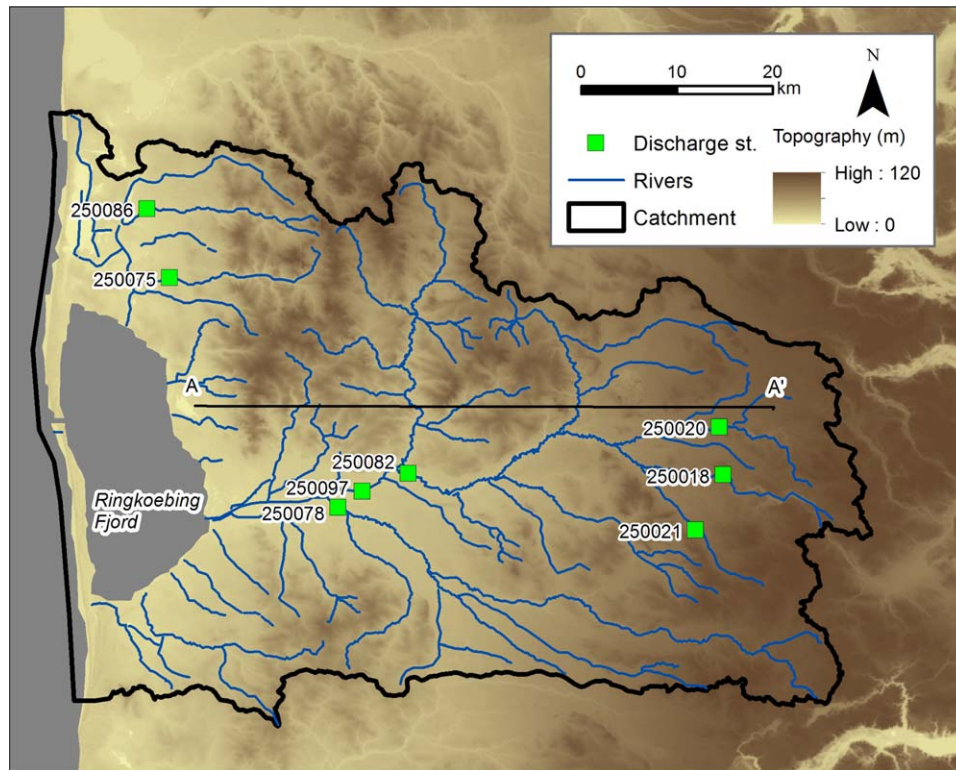 0 10 20
km
N
Discharge st.
Rivers
Catchment
Topography (m)
High : 120
Low : 0
250086
250075
A
A'
250020
250082
250018
250097
250078
250021
Ringkoebing
Fjord